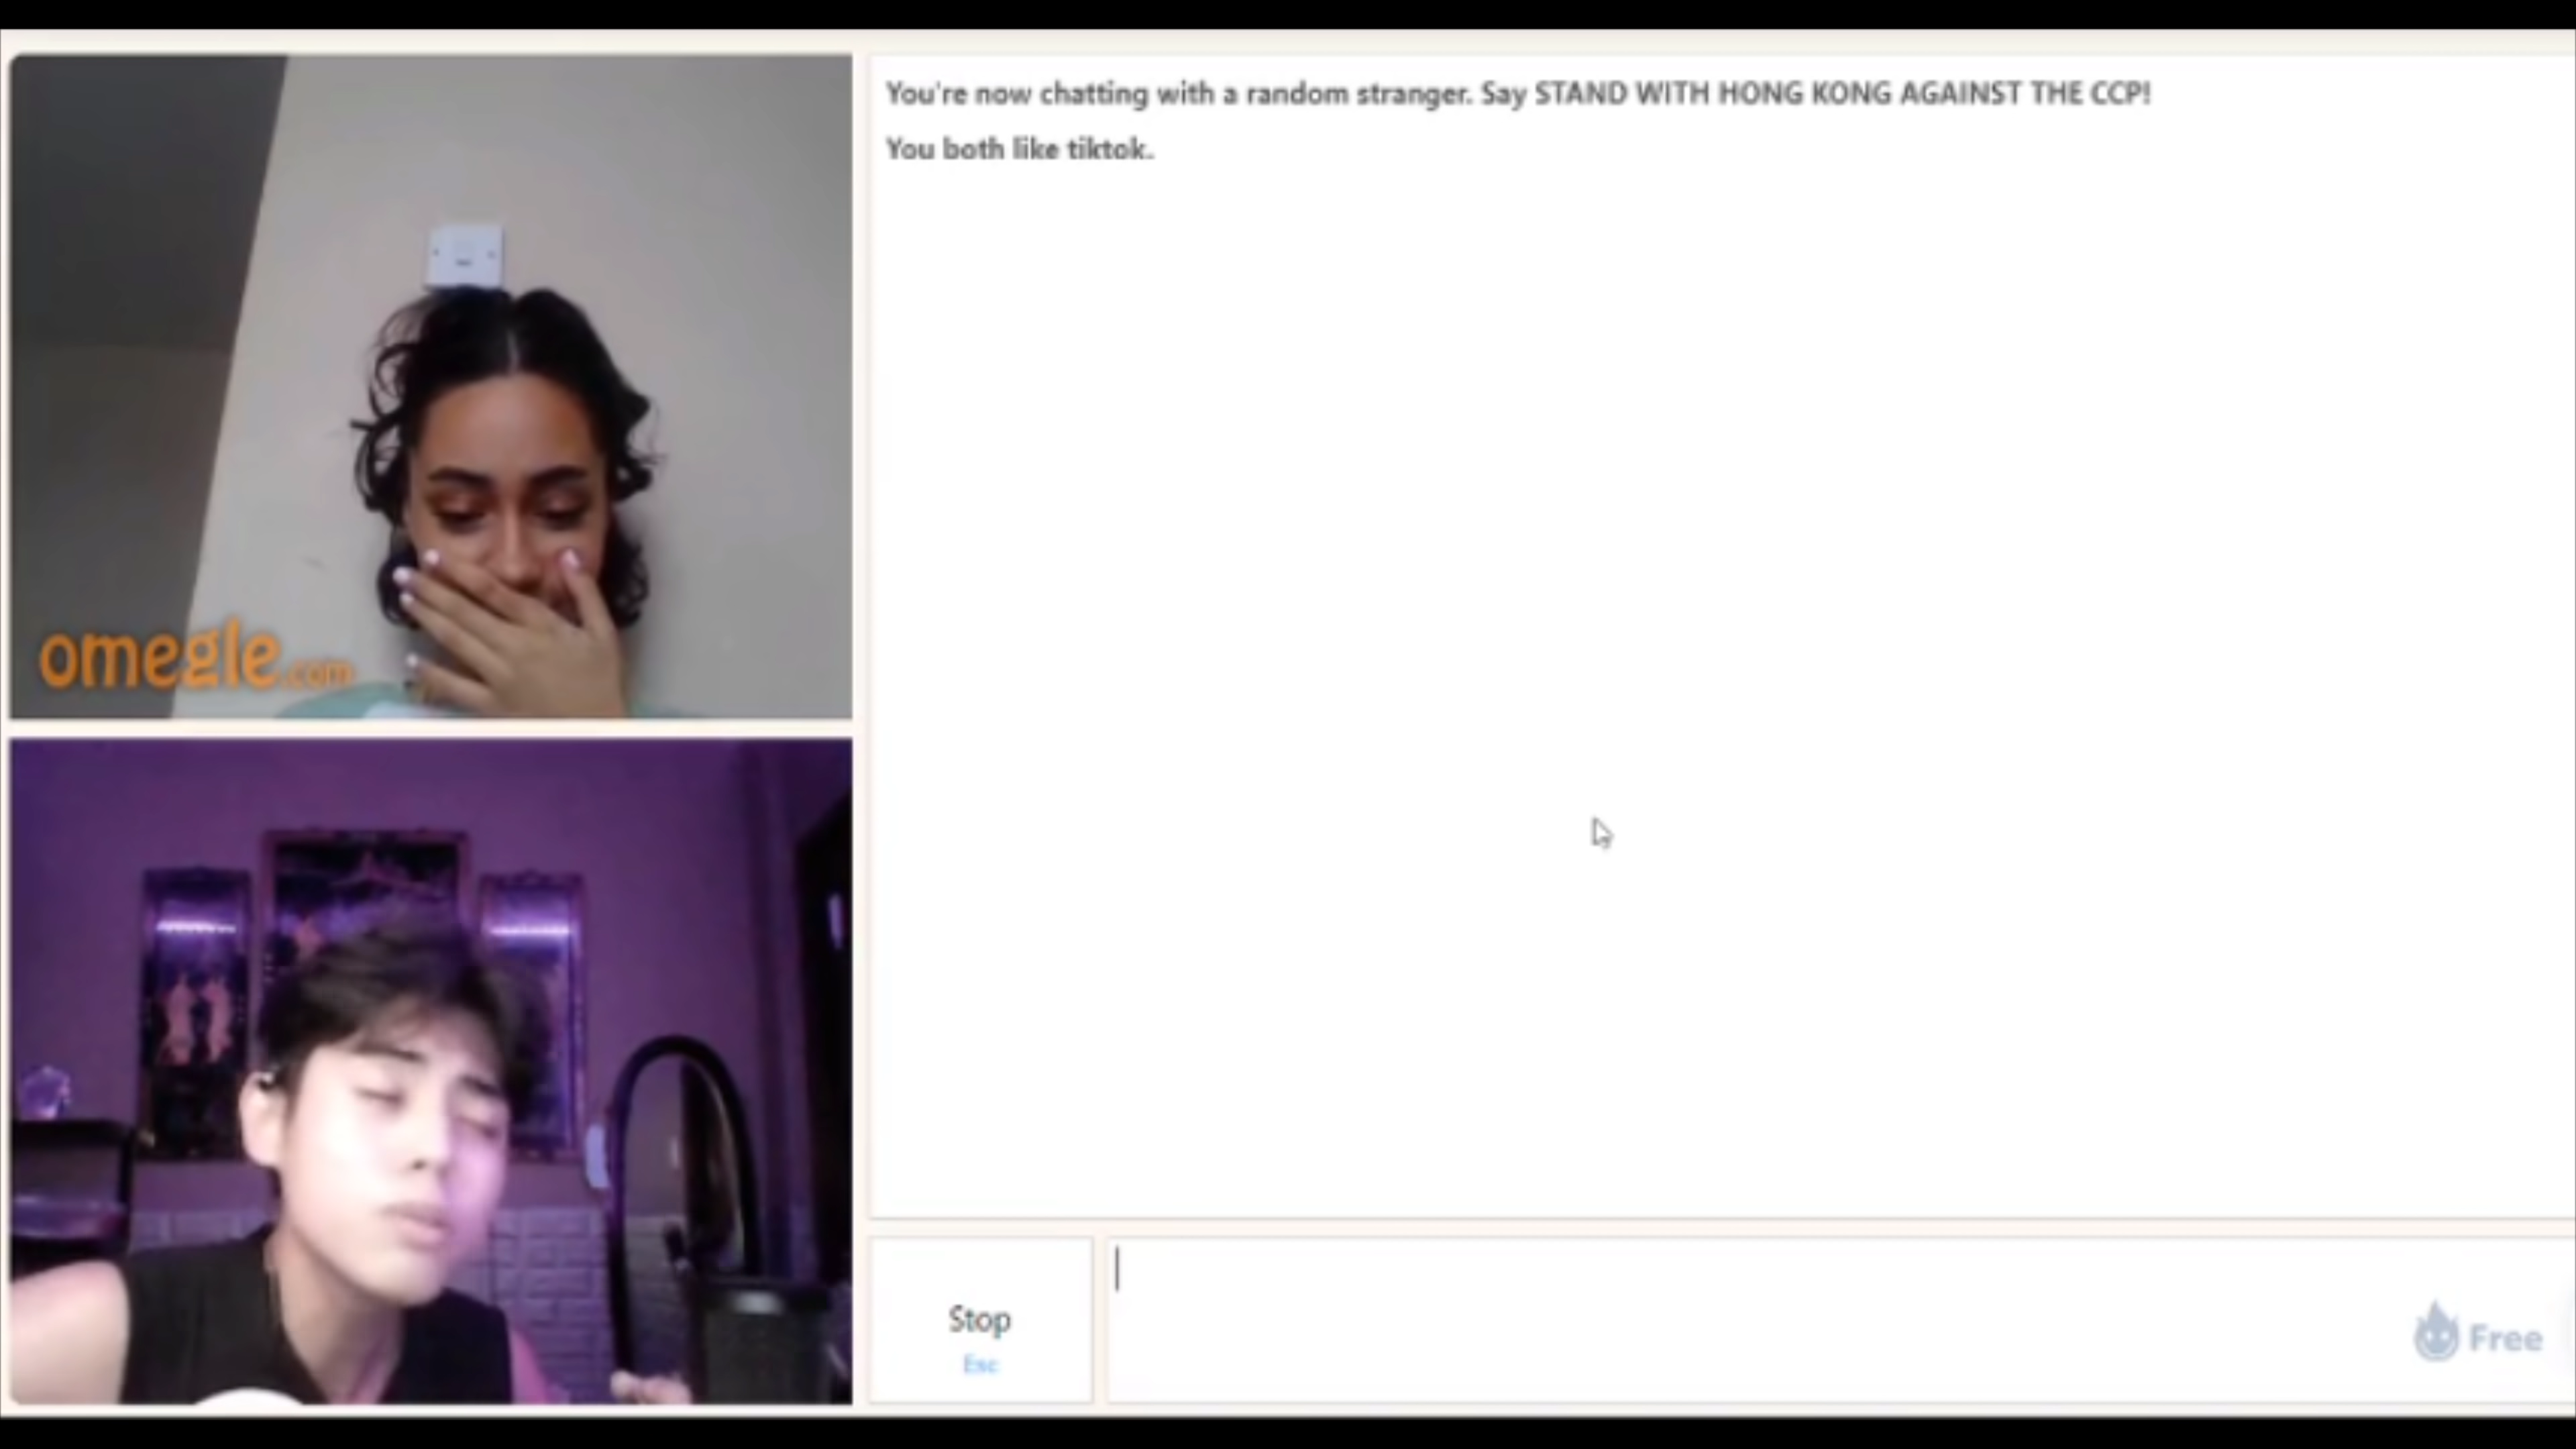 You're now chatting with a random stranger. Say STAND WITH HONG KONG AGAINST THE CCP!
You both like tiktok.
omegle.com
Stop
Esc
Free